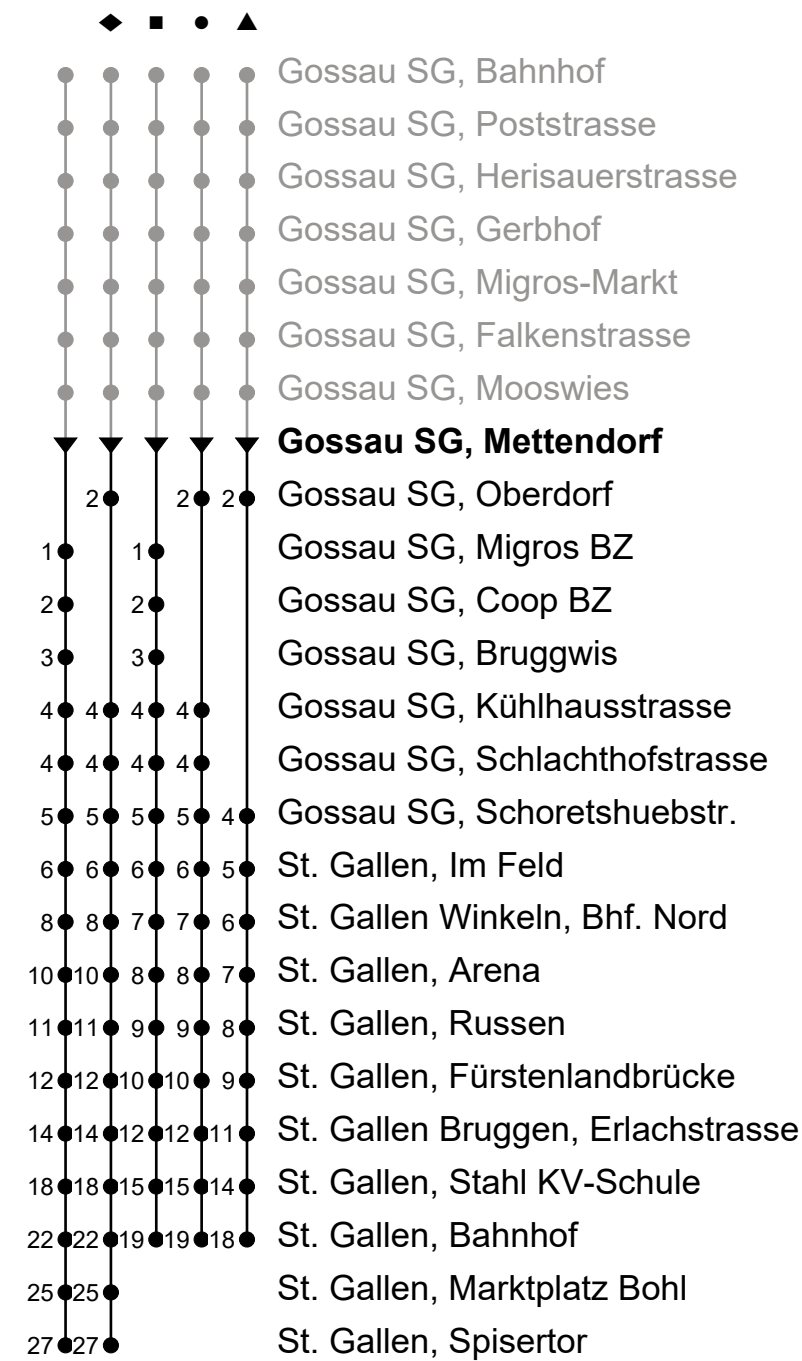 Gossau SG, Bahnhof
Gossau SG, Poststrasse
Gossau SG, Herisauerstrasse
Gossau SG, Gerbhof
Gossau SG, Migros-Markt
Gossau SG, Falkenstrasse
Gossau SG, Mooswies
Gossau SG, Mettendorf
2 2 2 Gossau SG, Oberdorf
1 1 Gossau SG, Migros BZ
2 2 Gossau SG, Coop BZ
3 3 Gossau SG, Bruggwis
4 4 4 4 Gossau SG, Kühlhausstrasse
4 4 4 4 Gossau SG, Schlachthofstrasse
5 5 5 5 4 Gossau SG, Schoretshuebstr.
6 6 6 6 5 St. Gallen, Im Feld
8 8 7 7 6 St. Gallen Winkeln, Bhf. Nord
10 10 8 8 7 St. Gallen, Arena
11 11 9 9 8 St. Gallen, Russen
12 12 10 10 9 St. Gallen, Fürstenlandbrücke
14 14 12 12 11 St. Gallen Bruggen, Erlachstrasse
18 18 15 15 14 St. Gallen, Stahl KV-Schule
22 22 19 19 18 St. Gallen, Bahnhof
25 25 St. Gallen, Marktplatz Bohl
27 27 St. Gallen, Spisertor